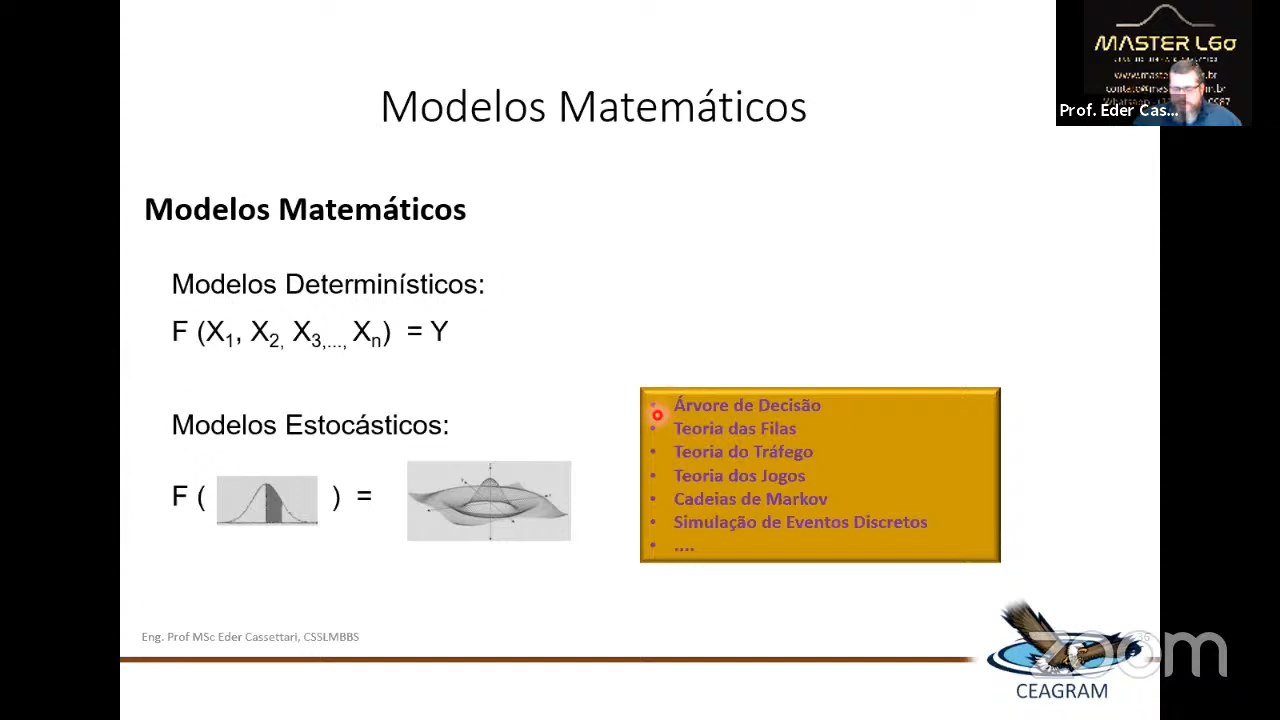 Modelos Matemáticos
MASTER L6σ
Prof. Eder Cas...
Modelos Matemáticos
Modelos Determinísticos:
F (X1, X2, X3,..., Xn) = Y
Modelos Estocásticos:
F ( ) =
• Árvore de Decisão
• Teoria das Filas
• Teoria do Tráfego
• Teoria dos Jogos
• Cadeias de Markov
• Simulação de Eventos Discretos
• ....
Eng. Prof MSc Eder Cassettari, CSSLMBBS
zoom
CEAGRAM